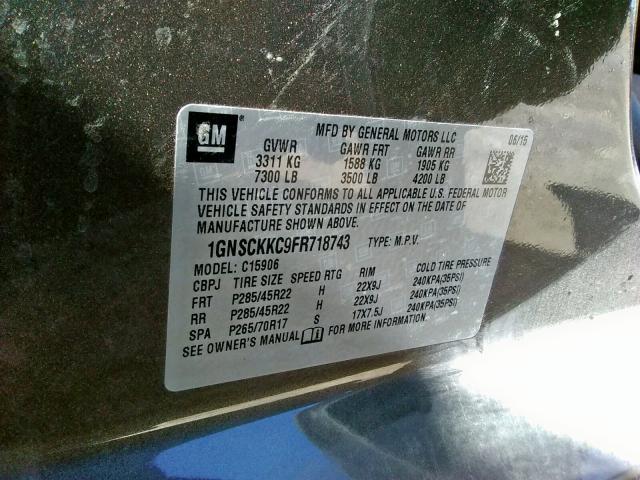 GM ®
MFD BY GENERAL MOTORS LLC 06/15
GVWR GAWR FRT GAWR RR
3311 KG 1588 KG 1905 KG
7300 LB 3500 LB 4200 LB
THIS VEHICLE CONFORMS TO ALL APPLICABLE U.S. FEDERAL MOTOR
VEHICLE SAFETY STANDARDS IN EFFECT ON THE DATE OF
MANUFACTURE SHOWN ABOVE.
1GNSCKKC9FR718743 TYPE: M.P.V.
MODEL: C15906
CBPJ TIRE SIZE SPEED RTG RIM COLD TIRE PRESSURE
FRT P285/45R22 H 22X9J 240KPA(35PSI)
RR P285/45R22 H 22X9J 240KPA(35PSI)
SPA P265/70R17 S 17X7.5J 240KPA(35PSI)
SEE OWNER'S MANUAL FOR MORE INFORMATION.